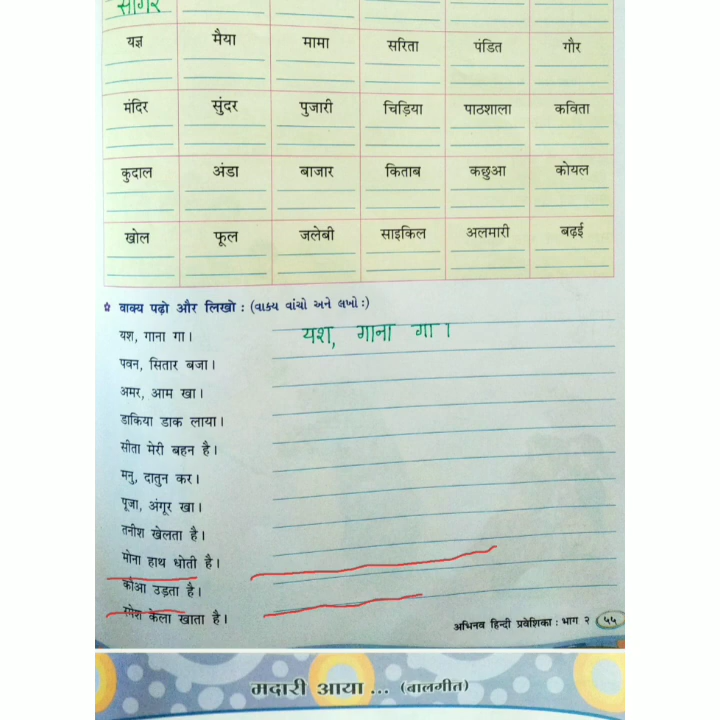 सागर
यज्ञ मैया मामा सरिता पंडित गौर
मंदिर सुंदर पुजारी चिड़िया पाठशाला कविता
कुदाल अंडा बाजार किताब कछुआ कोयल
खोल फूल जलेबी साइकिल अलमारी बढ़ई
✡ वाक्य पढ़ो और लिखो : (વાક્ય વાંચો અને લખો :)
यश, गाना गा। यश, गाना गा।
पवन, सितार बजा।
अमर, आम खा।
डाकिया डाक लाया।
सीता मेरी बहन है।
मनु, दातुन कर।
पूजा, अंगूर खा।
तनीश खेलता है।
मोना हाथ धोती है।
कौआ उड़ता है।
रमेश केला खाता है।
अभिनव हिन्दी प्रवेशिका : भाग २ ५५
मदारी आया ... (बालगीत)